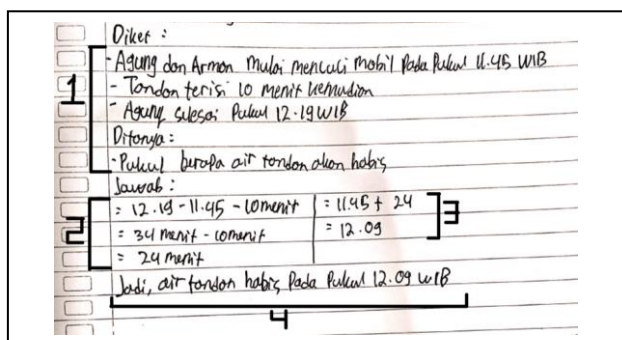 Diket :
- Agung dan Arman mulai mencuci mobil Pada Pukul 11.45 WIB
- Tandon terisi 10 menit kemudian
- Agung selesai Pukul 12.19 WIB
Ditanya :
- Pukul berapa air tandon akan habis
Jawab :
= 12.19 - 11.45 - 10 menit
= 34 menit - 10 menit
= 24 menit
= 11.45 + 24
= 12.09
Jadi, air tandon habis Pada Pukul 12.09 WIB
1
2
3
4